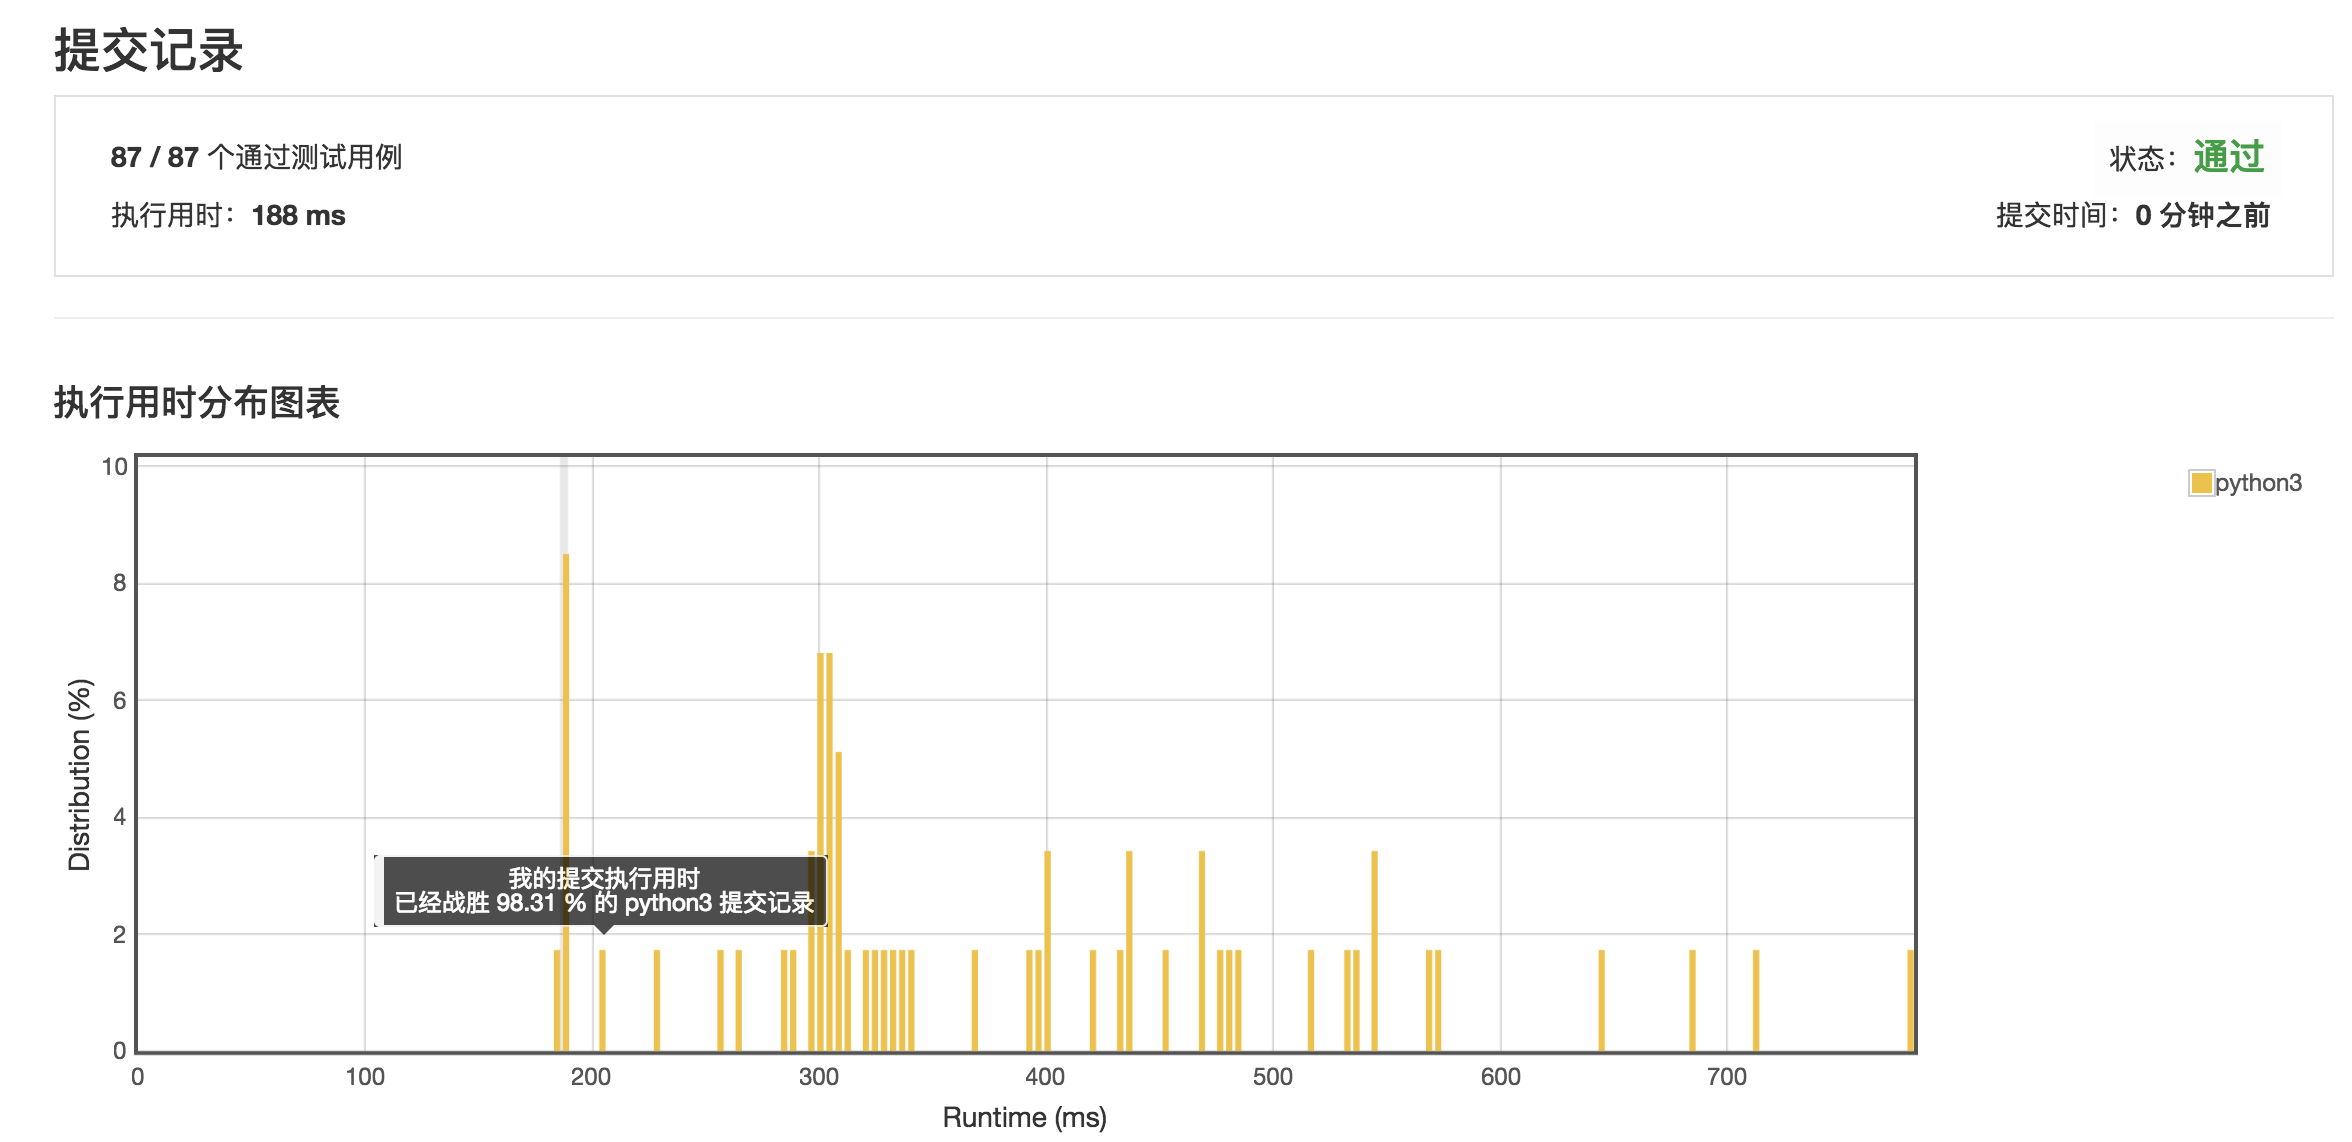 提交记录
87 / 87 个通过测试用例
状态：通过
执行用时：188 ms
提交时间：0 分钟之前
执行用时分布图表
python3
10
8
6
4
2
0
Distribution (%)
我的提交执行用时
已经战胜 98.31 % 的 python3 提交记录
0
100
200
300
400
500
600
700
Runtime (ms)